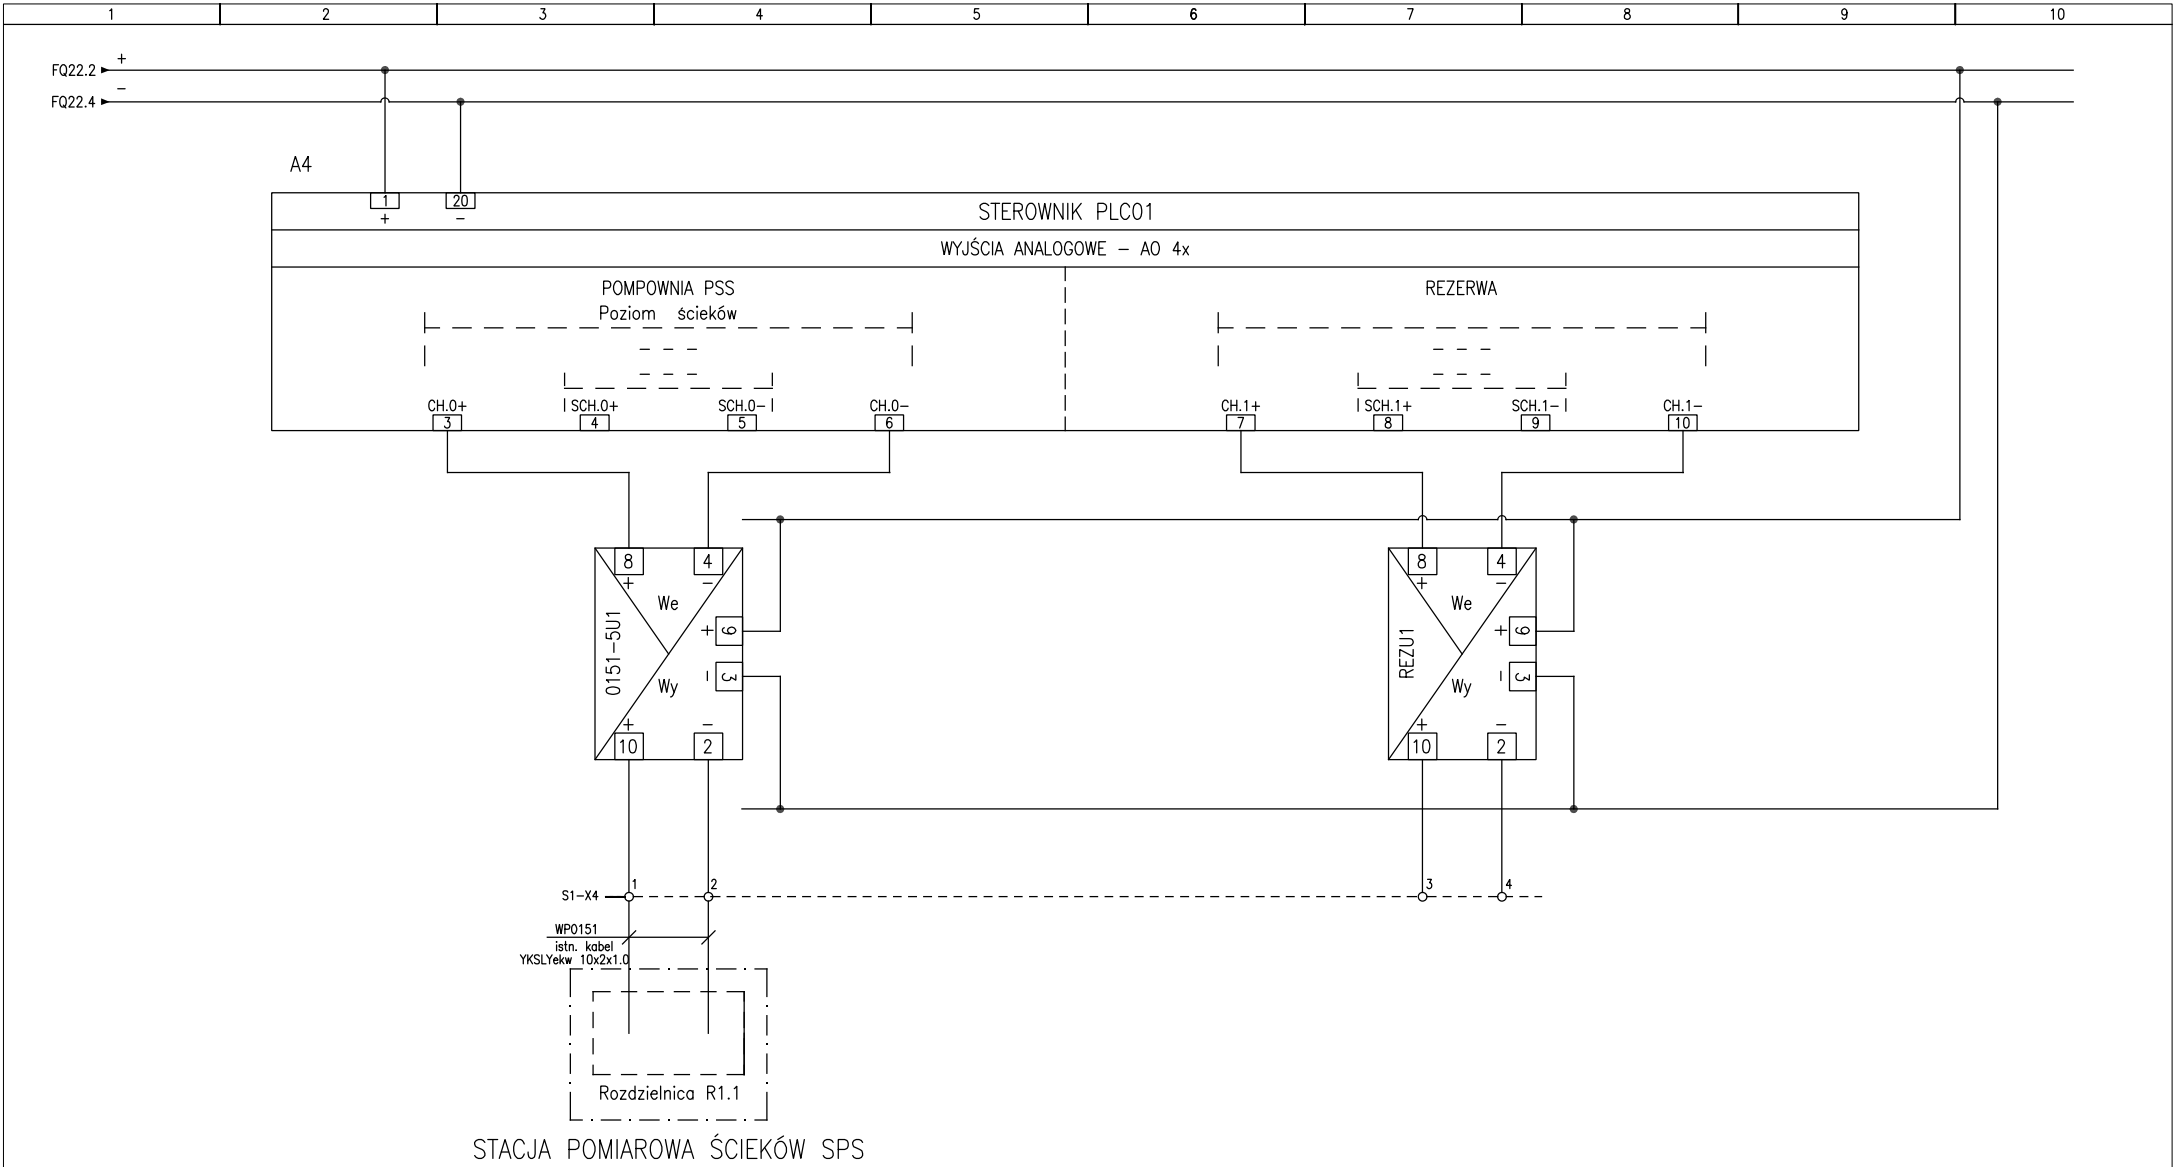 1 2 3 4 5 6 7 8 9 10
FQ22.2 +
FQ22.4 −
A4
1 20
+ −
STEROWNIK PLC01
WYJŚCIA ANALOGOWE − AO 4x
POMPOWNIA PSS
Poziom ścieków
REZERWA
CH.0+ SCH.0+ SCH.0− CH.0−
3 4 5 6
CH.1+ SCH.1+ SCH.1− CH.1−
7 8 9 10
8 4
+ −
We
0151−5U1
+ 9
− 3
Wy
+ −
10 2
8 4
+ −
We
REZU1
+ 9
− 3
Wy
+ −
10 2
S1−X4 1 2 3 4
WP0151
istn. kabel
YKSLYekw 10x2x1.0
Rozdzielnica R1.1
STACJA POMIAROWA ŚCIEKÓW SPS